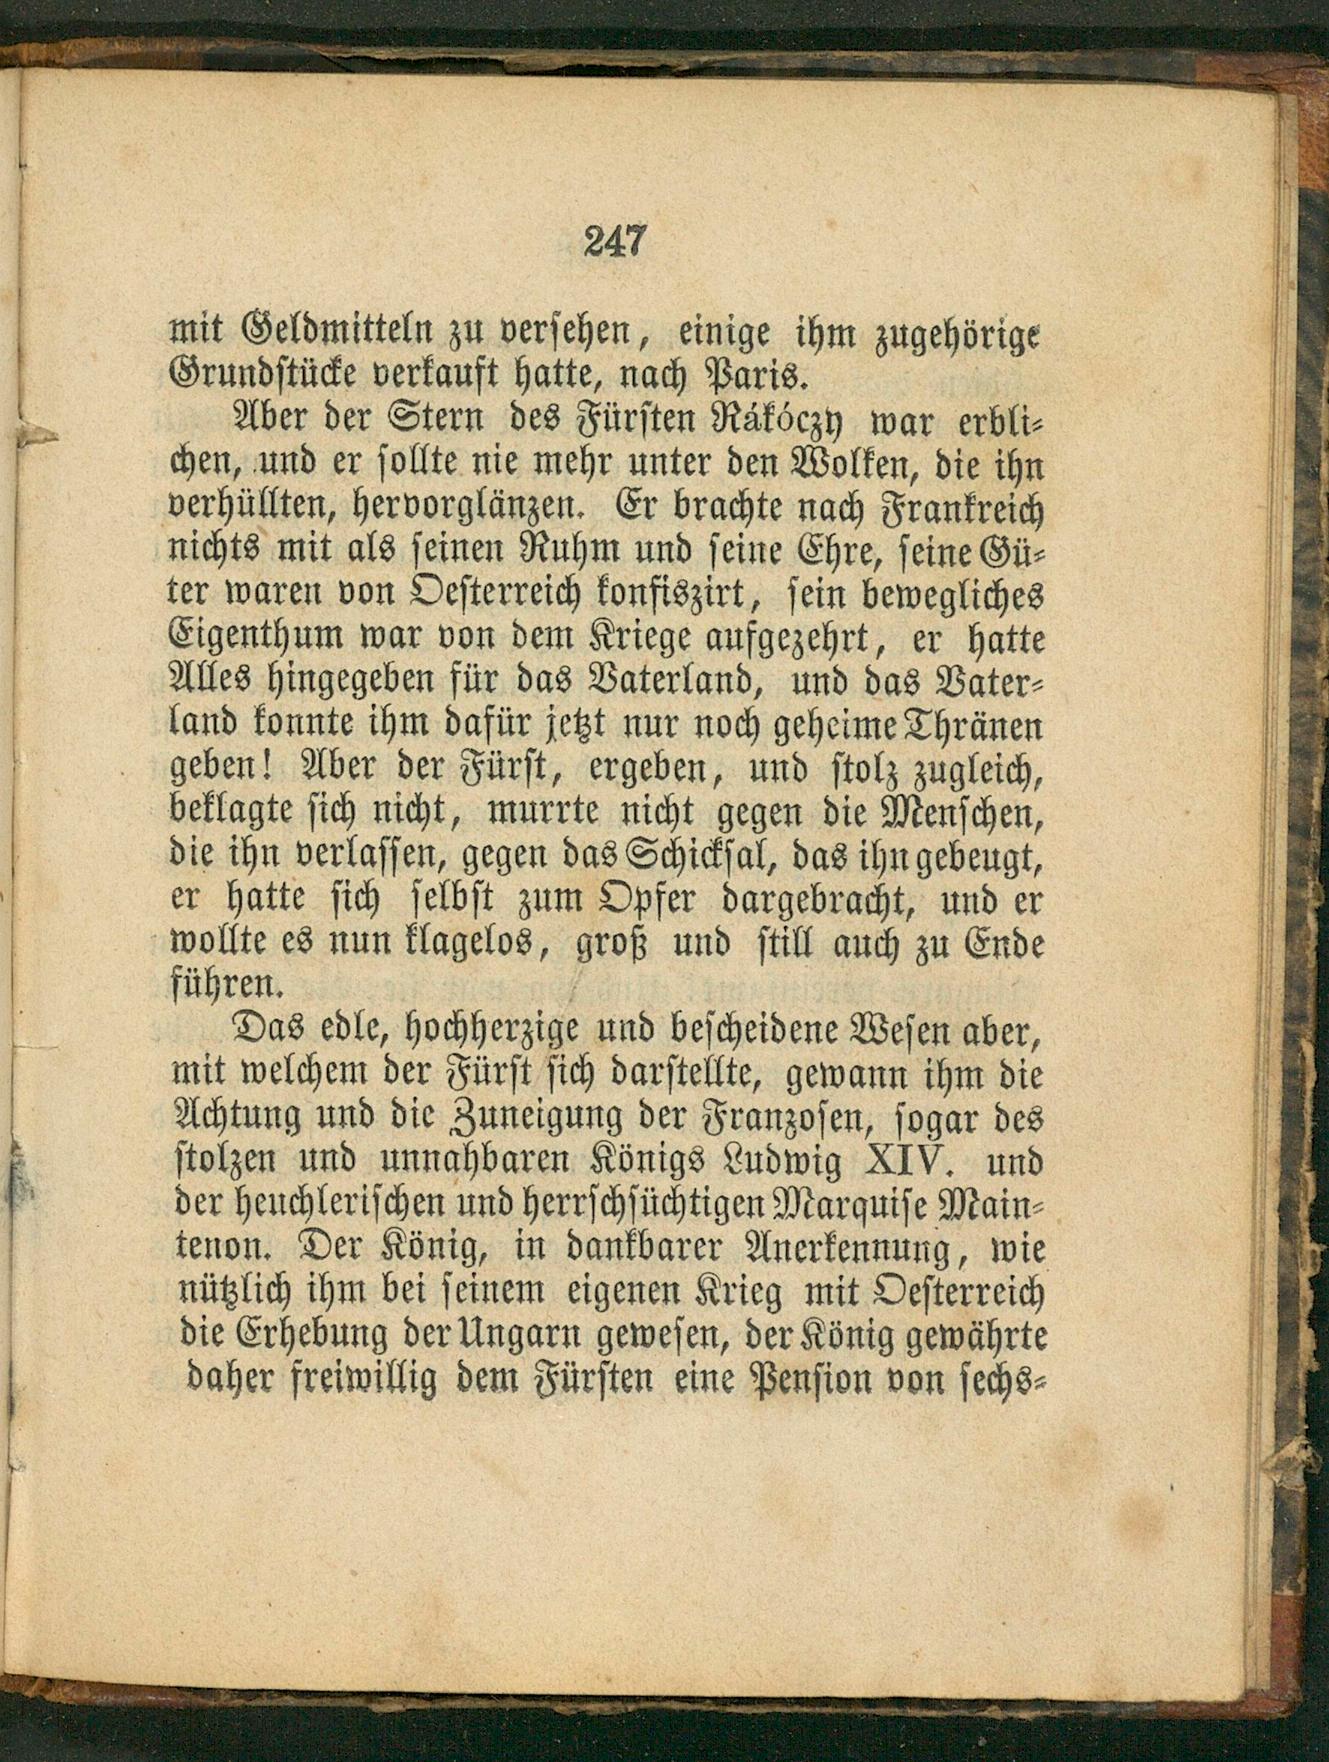 247
mit Geldmitteln zu versehen, einige ihm zugehörige
Grundstücke verkauft hatte, nach Paris.
Aber der Stern des Fürsten Rákóczy war erbli-
chen, und er sollte nie mehr unter den Wolken, die ihn
verhüllten, hervorglänzen. Er brachte nach Frankreich
nichts mit als seinen Ruhm und seine Ehre, seine Gü-
ter waren von Oesterreich konfiszirt, sein bewegliches
Eigenthum war von dem Kriege aufgezehrt, er hatte
Alles hingegeben für das Vaterland, und das Vater-
land konnte ihm dafür jetzt nur noch geheime Thränen
geben! Aber der Fürst, ergeben, und stolz zugleich,
beklagte sich nicht, murrte nicht gegen die Menschen,
die ihn verlassen, gegen das Schicksal, das ihn gebeugt,
er hatte sich selbst zum Opfer dargebracht, und er
wollte es nun klagelos, groß und still auch zu Ende
führen.
Das edle, hochherzige und bescheidene Wesen aber,
mit welchem der Fürst sich darstellte, gewann ihm die
Achtung und die Zuneigung der Franzosen, sogar des
stolzen und unnahbaren Königs Ludwig XIV. und
der heuchlerischen und herrschsüchtigen Marquise Main-
tenon. Der König, in dankbarer Anerkennung, wie
nützlich ihm bei seinem eigenen Krieg mit Oesterreich
die Erhebung der Ungarn gewesen, der König gewährte
daher freiwillig dem Fürsten eine Pension von sechs-